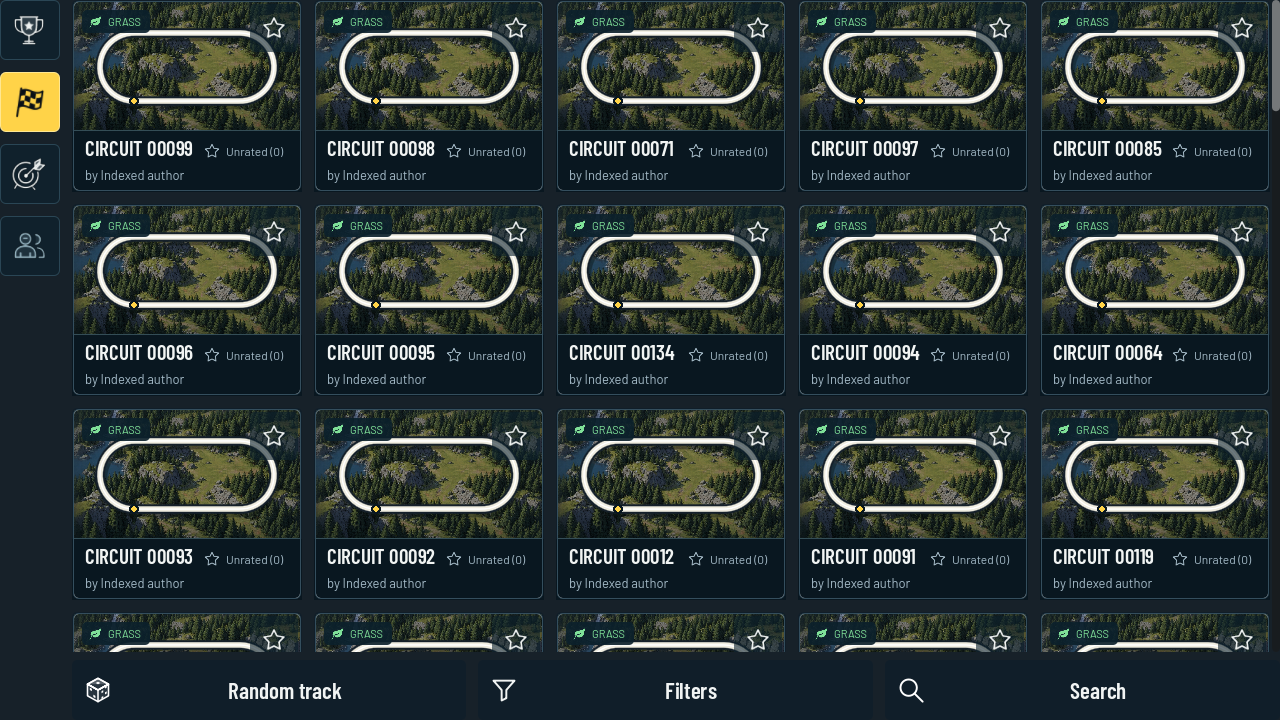 GRASS GRASS GRASS GRASS GRASS
CIRCUIT 00099 Unrated (0) CIRCUIT 00098 Unrated (0) CIRCUIT 00071 Unrated (0) CIRCUIT 00097 Unrated (0) CIRCUIT 00085 Unrated (0)
by Indexed author by Indexed author by Indexed author by Indexed author by Indexed author
GRASS GRASS GRASS GRASS GRASS
CIRCUIT 00096 Unrated (0) CIRCUIT 00095 Unrated (0) CIRCUIT 00134 Unrated (0) CIRCUIT 00094 Unrated (0) CIRCUIT 00064 Unrated (0)
by Indexed author by Indexed author by Indexed author by Indexed author by Indexed author
GRASS GRASS GRASS GRASS GRASS
CIRCUIT 00093 Unrated (0) CIRCUIT 00092 Unrated (0) CIRCUIT 00012 Unrated (0) CIRCUIT 00091 Unrated (0) CIRCUIT 00119 Unrated (0)
by Indexed author by Indexed author by Indexed author by Indexed author by Indexed author
GRASS GRASS GRASS GRASS GRASS
Random track Filters Search